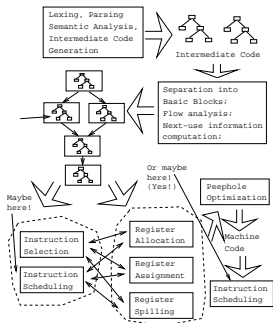 Lexing, Parsing
Semantic Analysis,
Intermediate Code
Generation
Intermediate Code
Separation into
Basic Blocks;
Flow analysis;
Next-use information
computation;
Or maybe
here!
(Yes!)
Maybe
here!
Peephole
Optimization
Machine
Code
Instruction
Selection
Instruction
Scheduling
Register
Allocation
Register
Assignment
Register
Spilling
Instruction
Scheduling